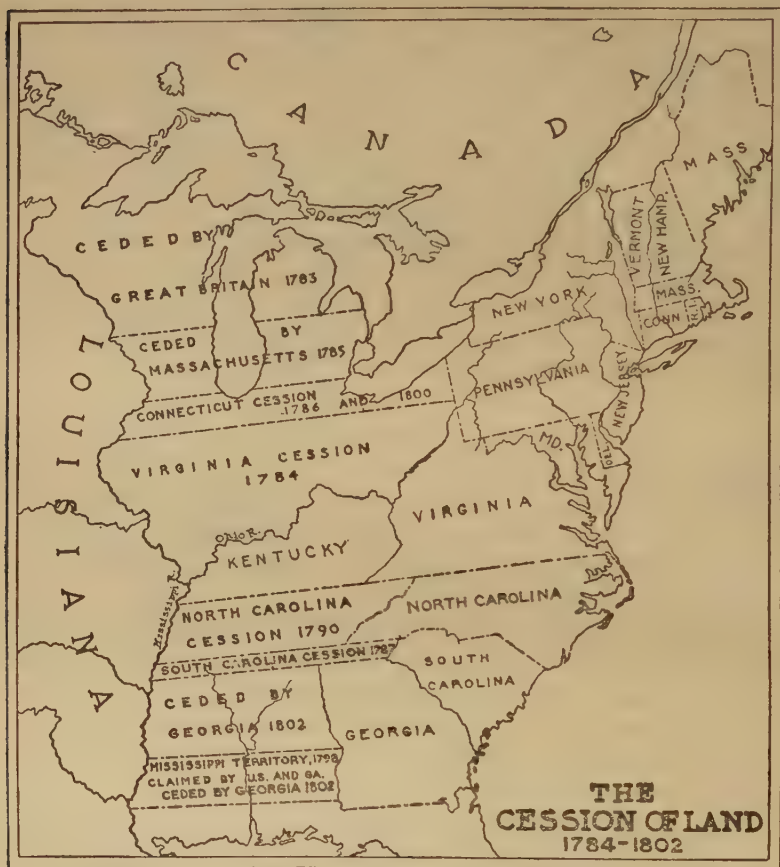 CANADA
MASS
VERMONT
NEW HAMP.
CEDED BY
GREAT BRITAIN 1783
NEW YORK
MASS.
CONN
R.I.
CEDED BY
MASSACHUSETTS 1785
LOUISIANA
CONNECTICUT CESSION
1786 AND 1800
PENNSYLVANIA
NEW JERSEY
VIRGINIA CESSION
1784
MD.
DEL.
VIRGINIA
OHIO R.
KENTUCKY
Mississippi R.
NORTH CAROLINA
CESSION 1790
NORTH CAROLINA
SOUTH CAROLINA CESSION 1787
SOUTH
CAROLINA
CEDED BY
GEORGIA 1802
GEORGIA
MISSISSIPPI TERRITORY, 1798
CLAIMED BY U.S. AND GA.
CEDED BY GEORGIA 1802
THE
CESSION OF LAND
1784-1802